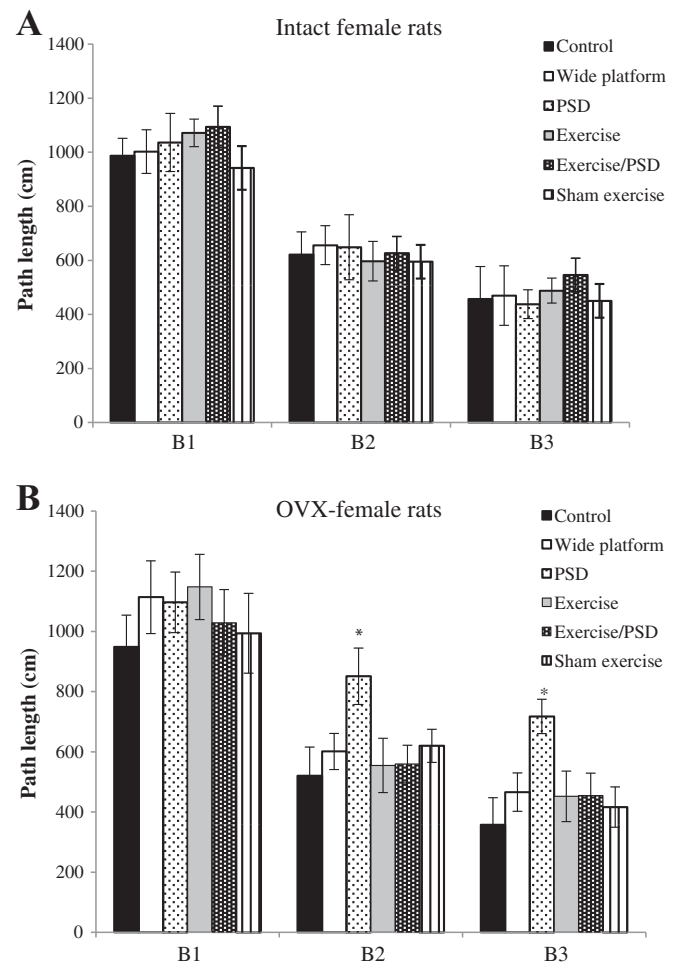 A
Intact female rats
1400
1200
1000
800
600
400
200
0
Path length (cm)
Control
Wide platform
PSD
Exercise
Exercise/PSD
Sham exercise
B1 B2 B3
B
OVX-female rats
1400
1200
1000
800
600
400
200
0
Path length (cm)
Control
Wide platform
PSD
Exercise
Exercise/PSD
Sham exercise
*
*
B1 B2 B3